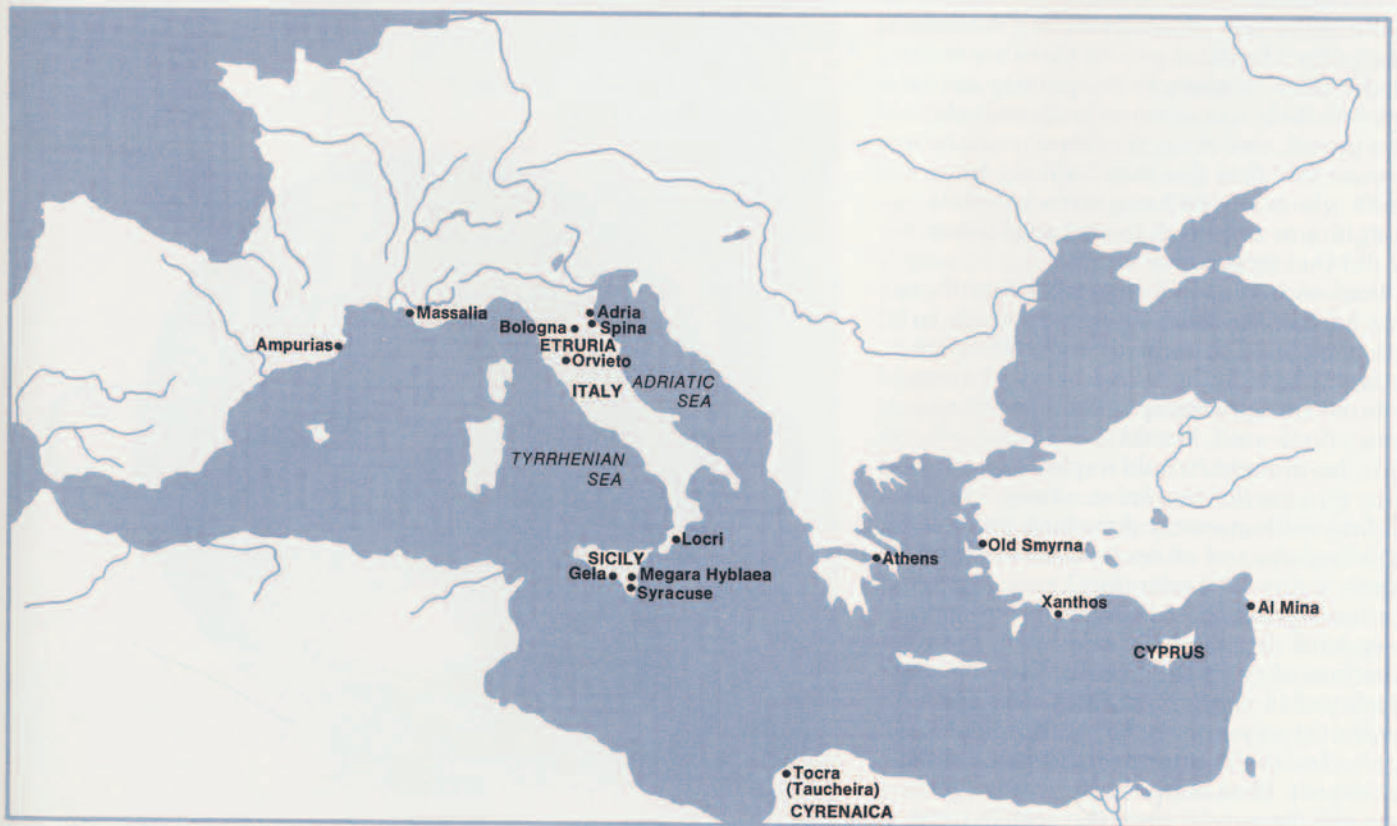 Massalia
Adria
Bologna
Spina
Ampurias
ETRURIA
Orvieto
ITALY
ADRIATIC
SEA
TYRRHENIAN
SEA
Locri
SICILY
Gela
Megara Hyblaea
Syracuse
Athens
Old Smyrna
Xanthos
Al Mina
CYPRUS
Tocra
(Taucheira)
CYRENAICA